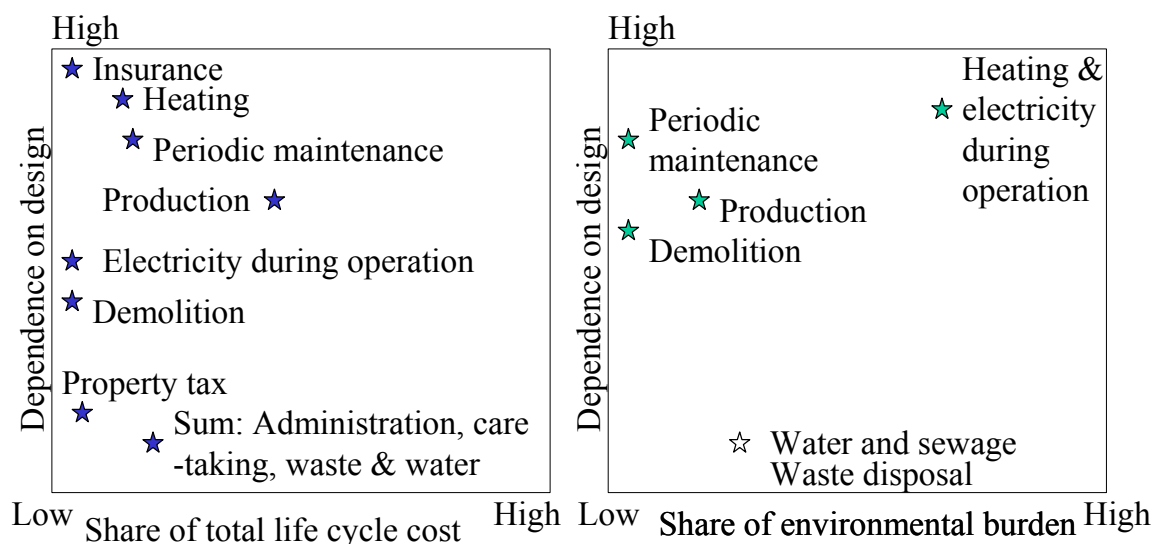 High
Insurance
Heating
Periodic maintenance
Production
Electricity during operation
Demolition
Property tax
Sum: Administration, care
-taking, waste & water
Dependence on design
Low
Share of total life cycle cost
High
High
Heating &
electricity
during
operation
Periodic
maintenance
Production
Demolition
Water and sewage
Waste disposal
Dependence on design
Low
Share of environmental burden
High